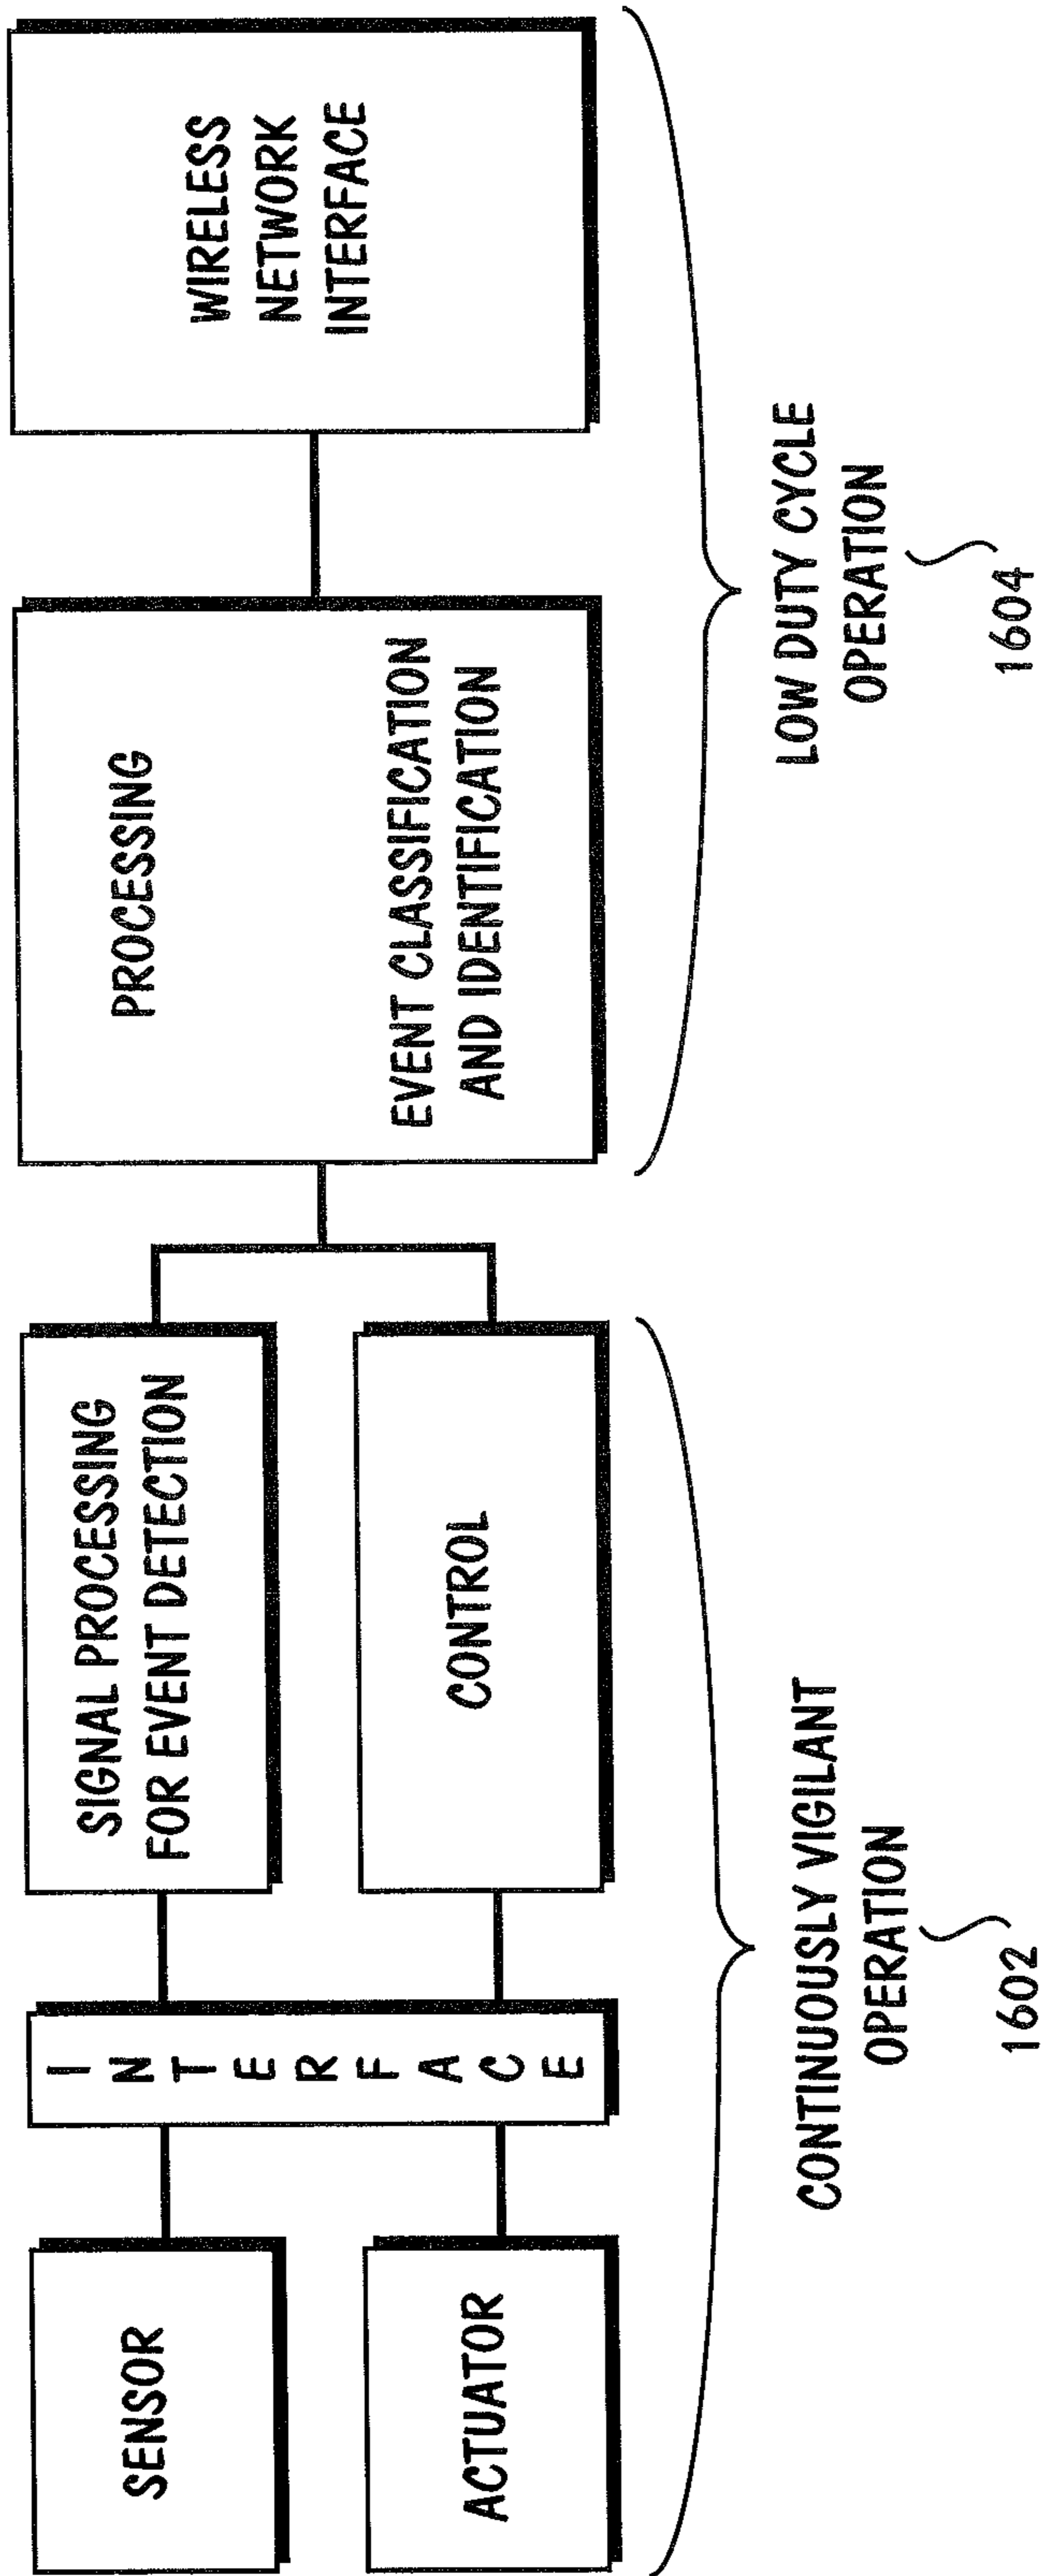 SENSOR
ACTUATOR
INTERFACE
SIGNAL PROCESSING
FOR EVENT DETECTION
CONTROL
PROCESSING
EVENT CLASSIFICATION
AND IDENTIFICATION
WIRELESS
NETWORK
INTERFACE
CONTINUOUSLY VIGILANT
OPERATION
1602
LOW DUTY CYCLE
OPERATION
1604